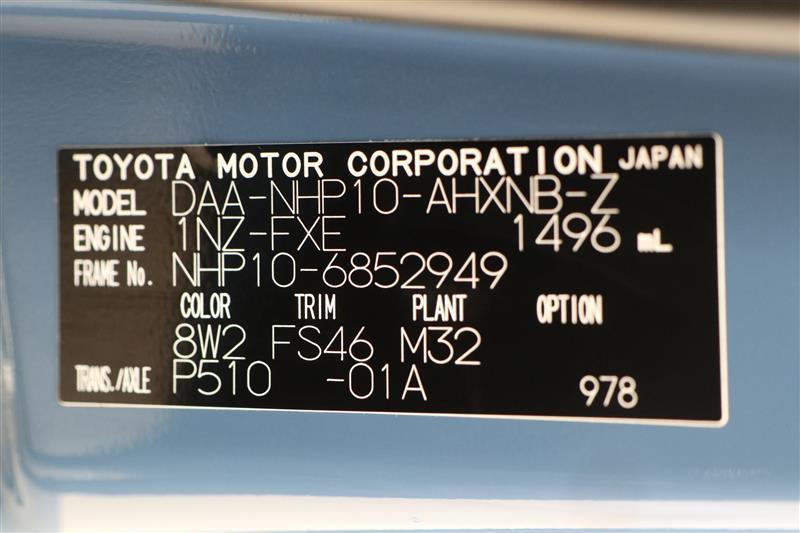 TOYOTA MOTOR CORPORATION JAPAN
MODEL DAA-NHP10-AHXNB-Z
ENGINE 1NZ-FXE 1496 mL
FRAME No. NHP10-6852949
COLOR TRIM PLANT OPTION
8W2 FS46 M32
TRANS./AXLE P510 -01A 978